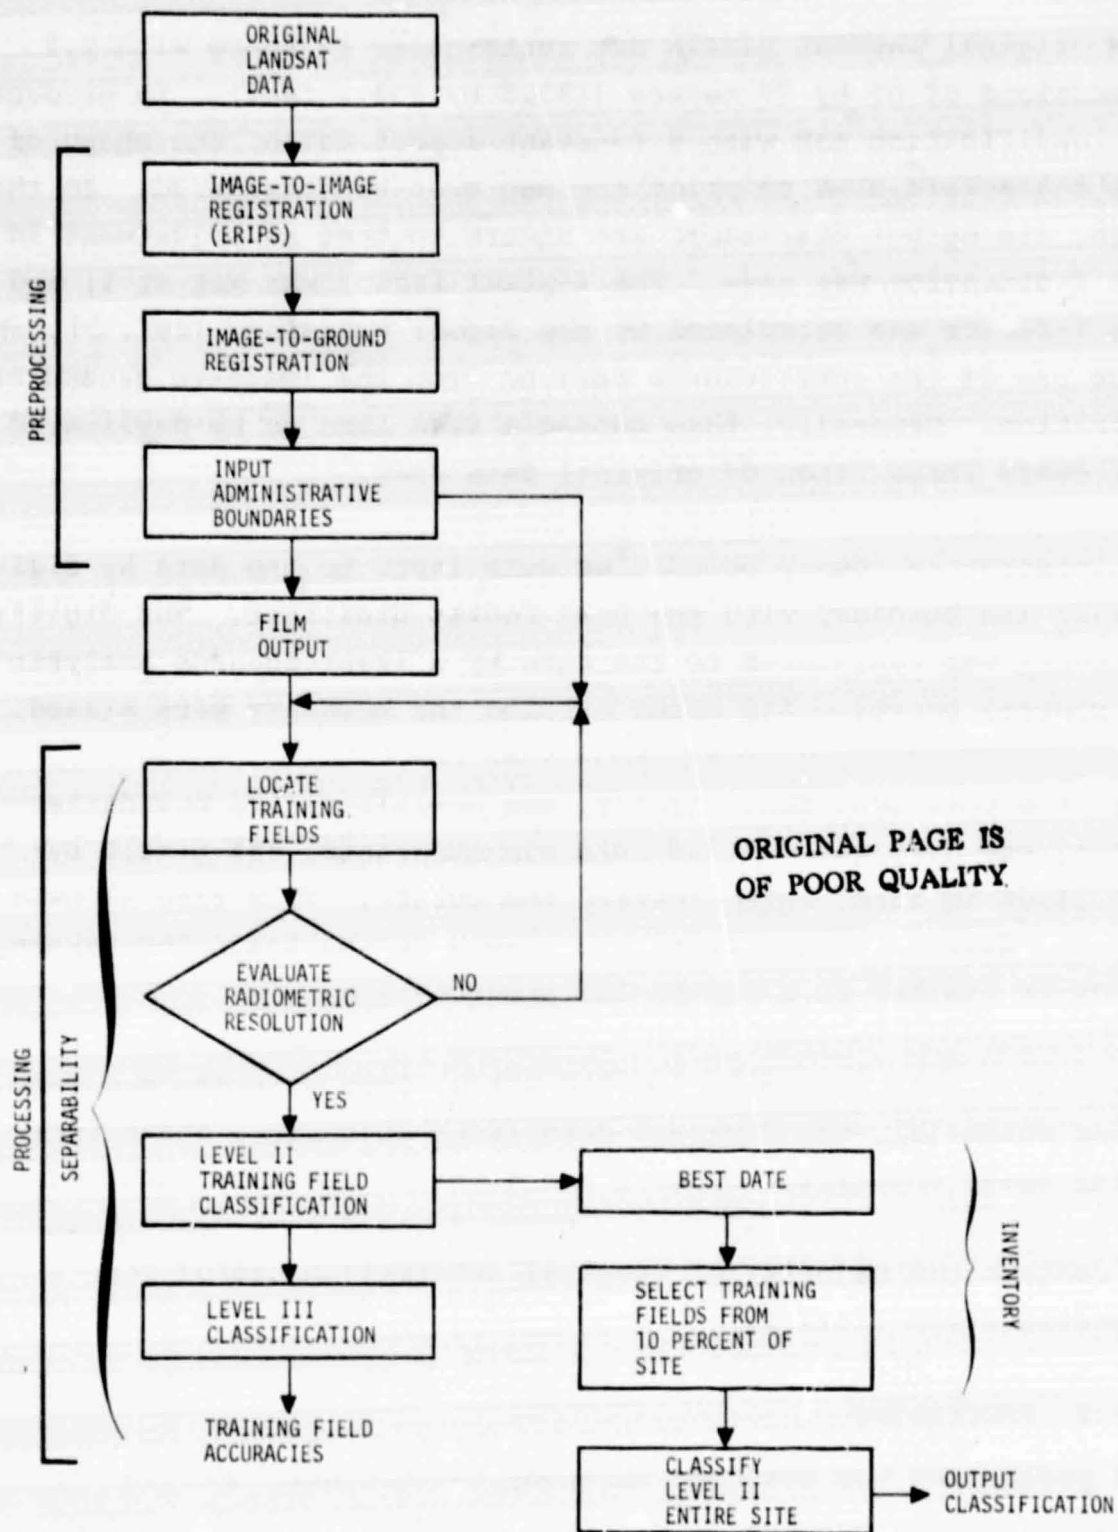 ORIGINAL
LANDSAT
DATA
IMAGE-TO-IMAGE
REGISTRATION
(ERIPS)
PREPROCESSING
IMAGE-TO-GROUND
REGISTRATION
INPUT
ADMINISTRATIVE
BOUNDARIES
FILM
OUTPUT
LOCATE
TRAINING
FIELDS
ORIGINAL PAGE IS
OF POOR QUALITY
EVALUATE
RADIOMETRIC
RESOLUTION
NO
YES
PROCESSING
SEPARABILITY
LEVEL II
TRAINING FIELD
CLASSIFICATION
BEST DATE
LEVEL III
CLASSIFICATION
SELECT TRAINING
FIELDS FROM
10 PERCENT OF
SITE
INVENTORY
TRAINING FIELD
ACCURACIES
CLASSIFY
LEVEL II
ENTIRE SITE
OUTPUT
CLASSIFICATION